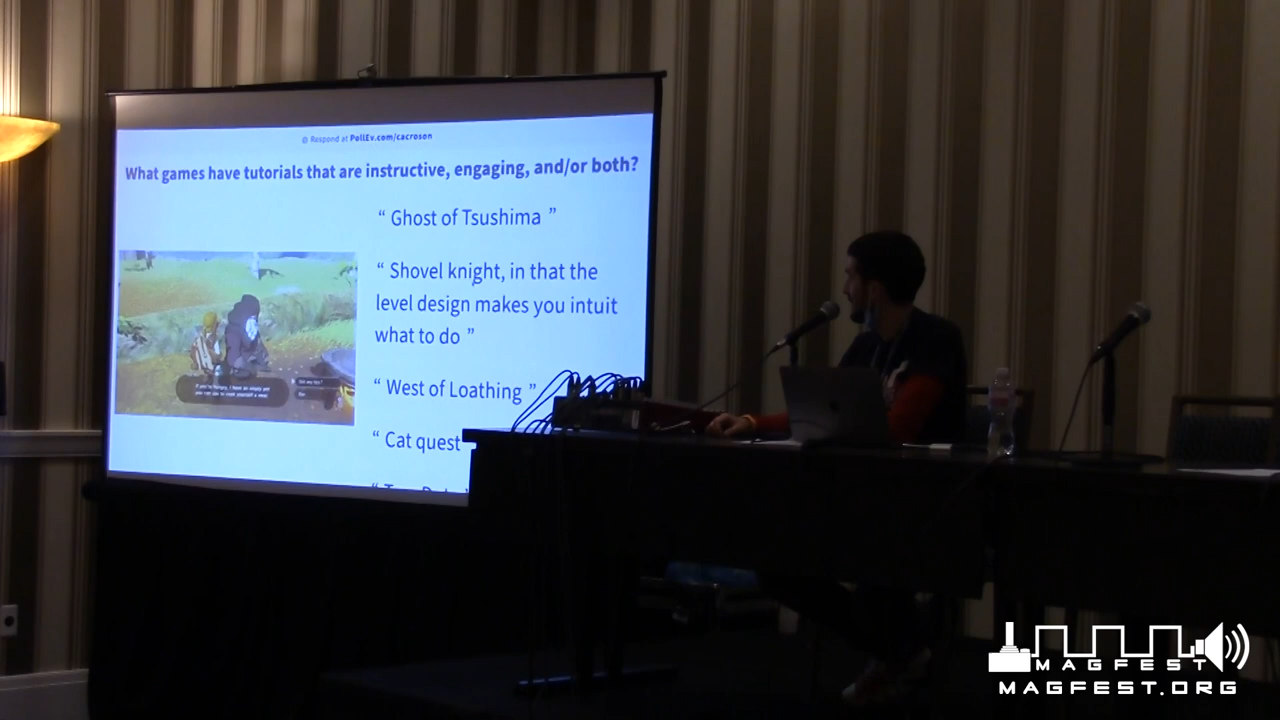 Respond at PollEv.com/cacroson
What games have tutorials that are instructive, engaging, and/or both?
“ Ghost of Tsushima ”
“ Shovel knight, in that the
level design makes you intuit
what to do ”
“ West of Loathing ”
“ Cat quest
MAGFEST
MAGFEST.ORG